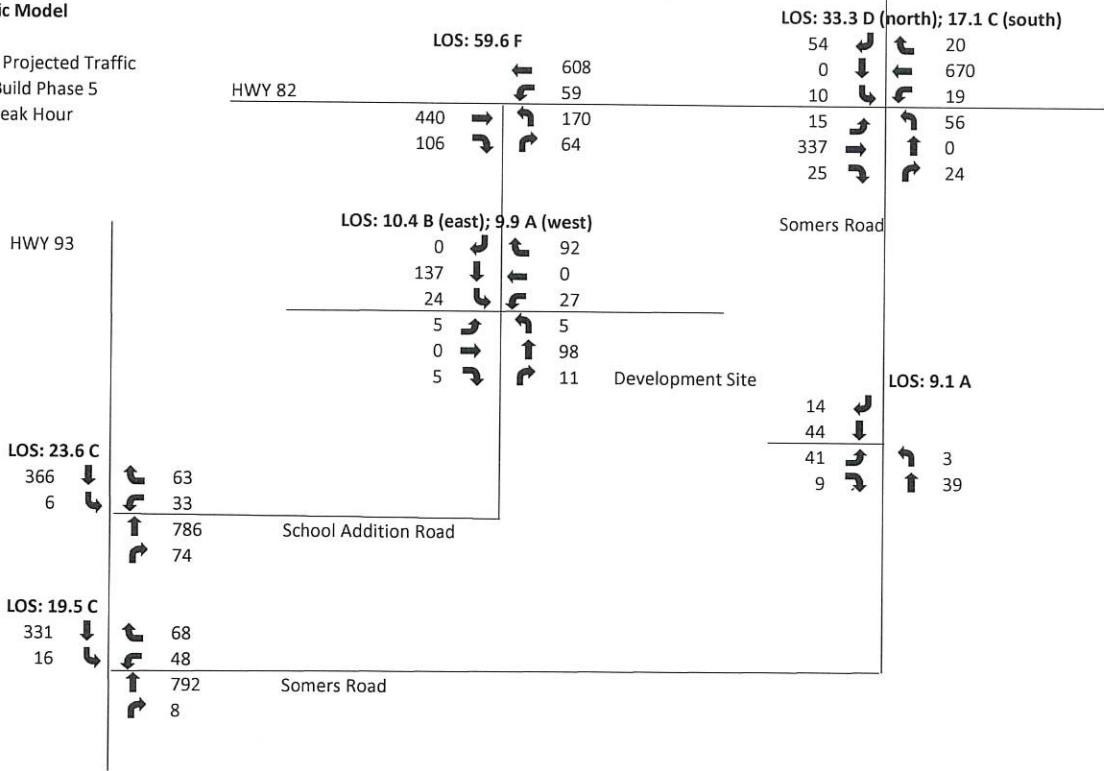 ic Model
Projected Traffic
Build Phase 5
eak Hour
HWY 82
LOS: 59.6 F
608
59
440 170
106 64
LOS: 33.3 D (north); 17.1 C (south)
54 20
0 670
10 19
15 56
337 0
25 24
Somers Road
HWY 93
LOS: 10.4 B (east); 9.9 A (west)
0 92
137 0
24 27
5 5
0 98
5 11
Development Site
LOS: 9.1 A
14
44
41 3
9 39
LOS: 23.6 C
366 63
6 33
786
74
School Addition Road
LOS: 19.5 C
331 68
16 48
792
8
Somers Road